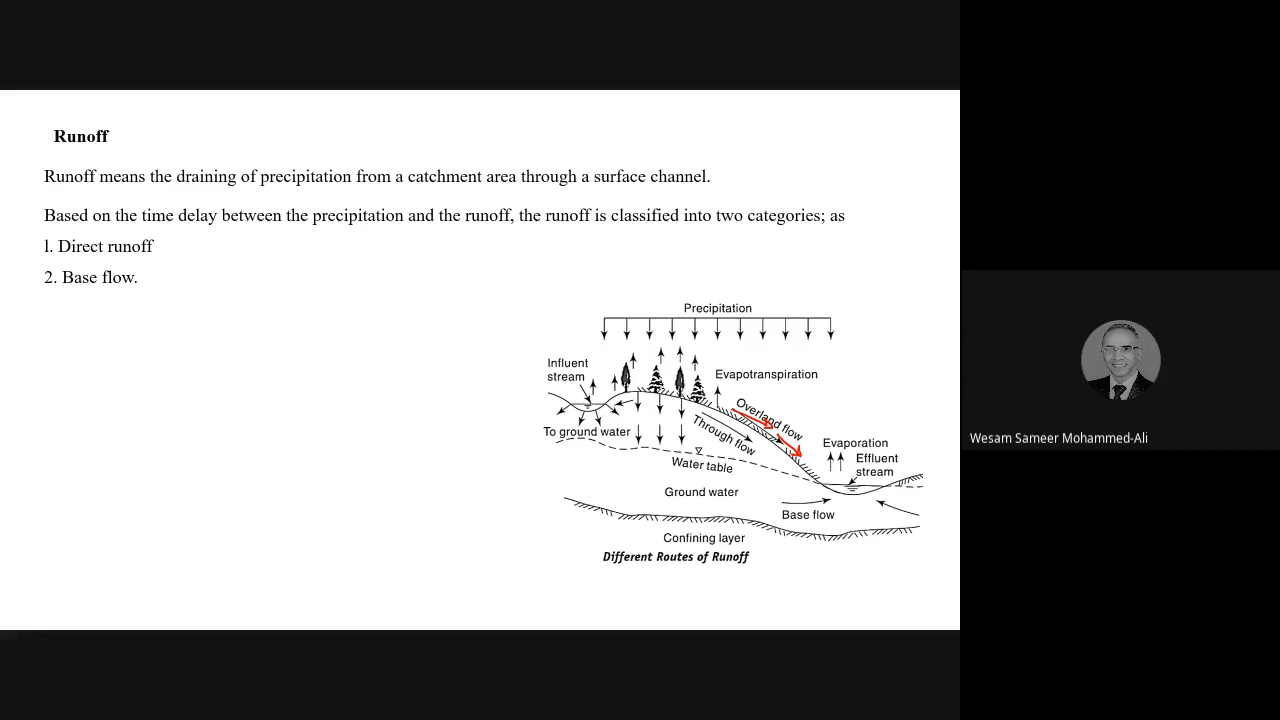 Runoff
Runoff means the draining of precipitation from a catchment area through a surface channel.
Based on the time delay between the precipitation and the runoff, the runoff is classified into two categories; as
l. Direct runoff
2. Base flow.
Precipitation
Influent
stream
Evapotranspiration
Overland flow
Through flow
To ground water
Evaporation
Effluent
stream
Water table
Ground water
Base flow
Confining layer
Different Routes of Runoff
Wesam Sameer Mohammed-Ali